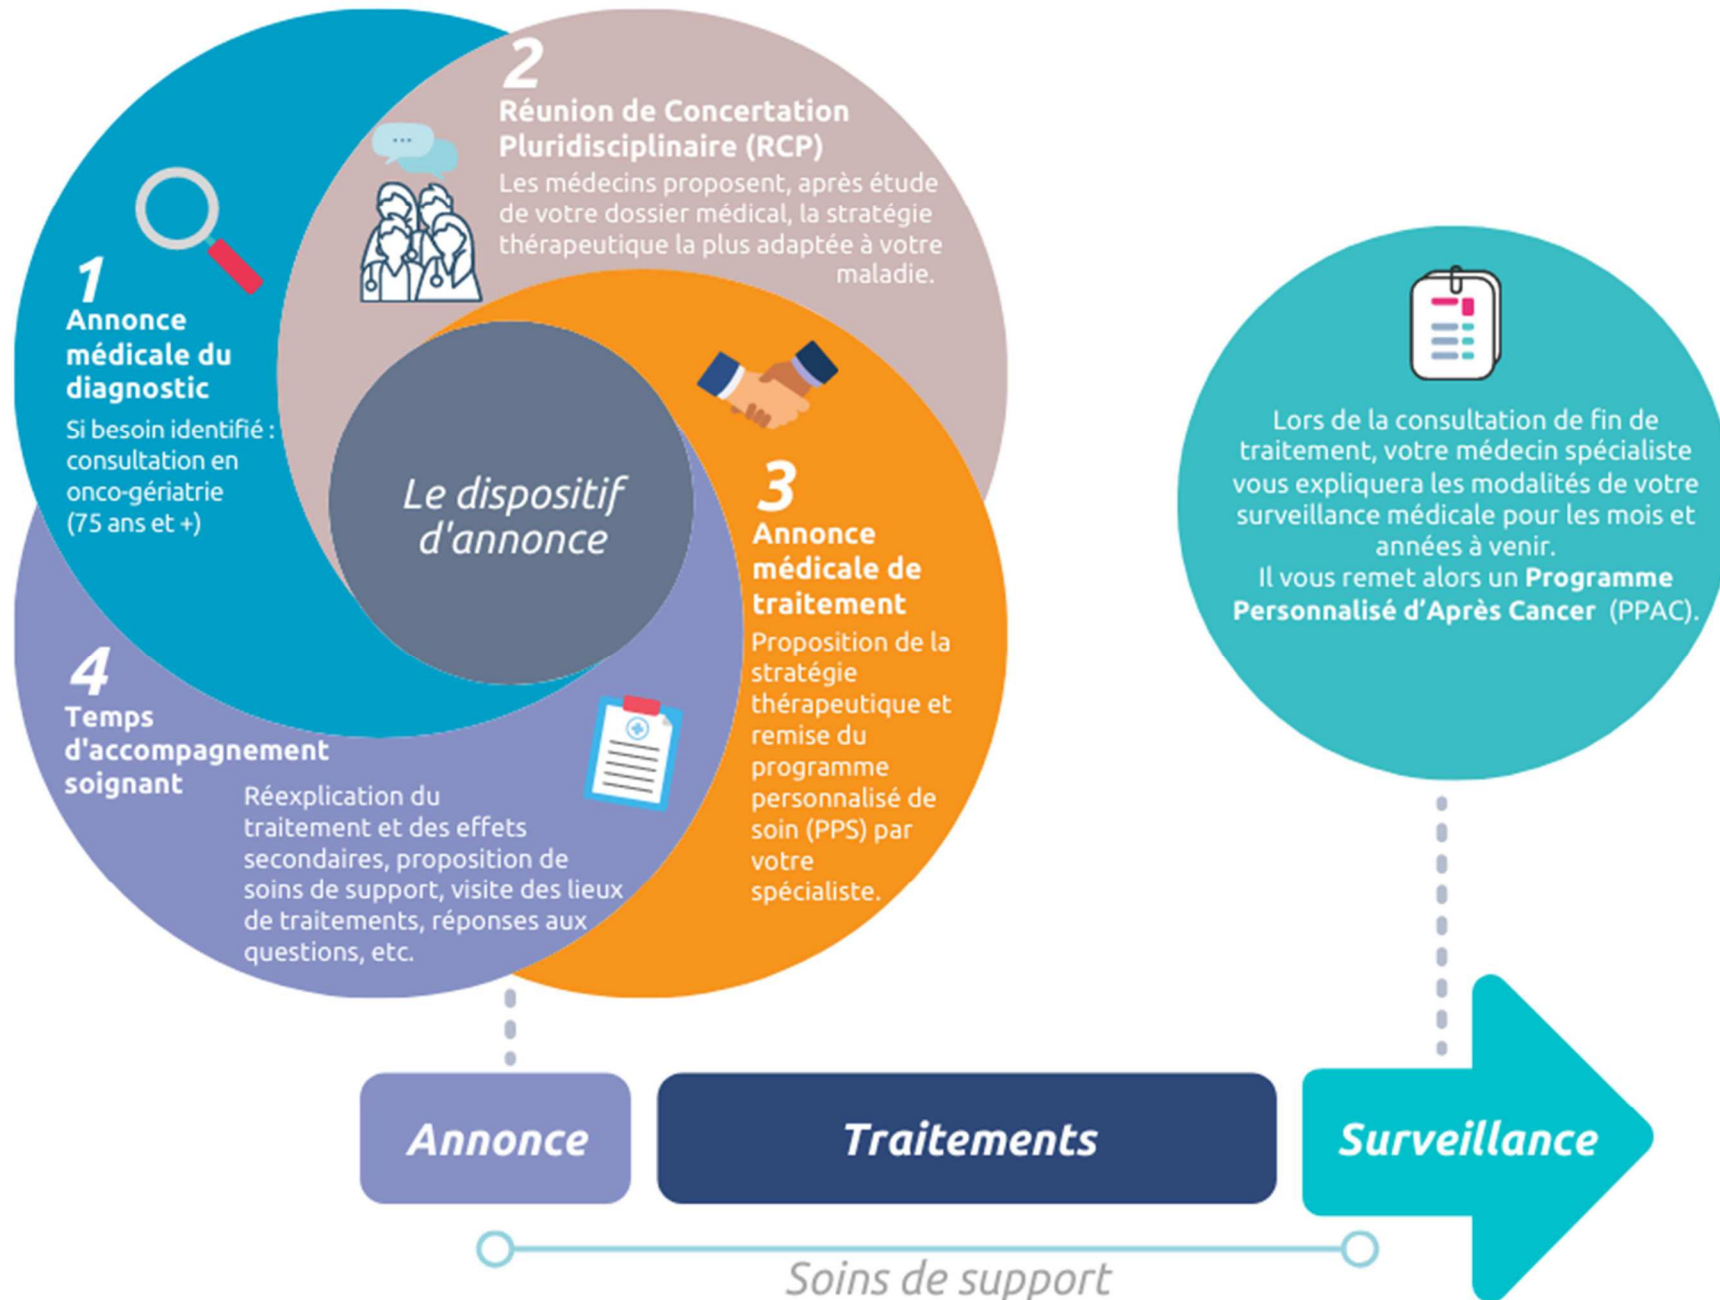 1
Annonce
médicale du
diagnostic
Si besoin identifié :
consultation en
onco-gériatrie
(75 ans et +)
2
Réunion de Concertation
Pluridisciplinaire (RCP)
Les médecins proposent, après étude
de votre dossier médical, la stratégie
thérapeutique la plus adaptée à votre
maladie.
Le dispositif
d'annonce
3
Annonce
médicale de
traitement
Proposition de la
stratégie
thérapeutique et
remise du
programme
personnalisé de
soin (PPS) par
votre
spécialiste.
4
Temps
d'accompagnement
soignant
Réexplication du
traitement et des effets
secondaires, proposition de
soins de support, visite des lieux
de traitements, réponses aux
questions, etc.
Lors de la consultation de fin de
traitement, votre médecin spécialiste
vous expliquera les modalités de votre
surveillance médicale pour les mois et
années à venir.
Il vous remet alors un Programme
Personnalisé d’Après Cancer (PPAC).
Annonce
Traitements
Surveillance
Soins de support